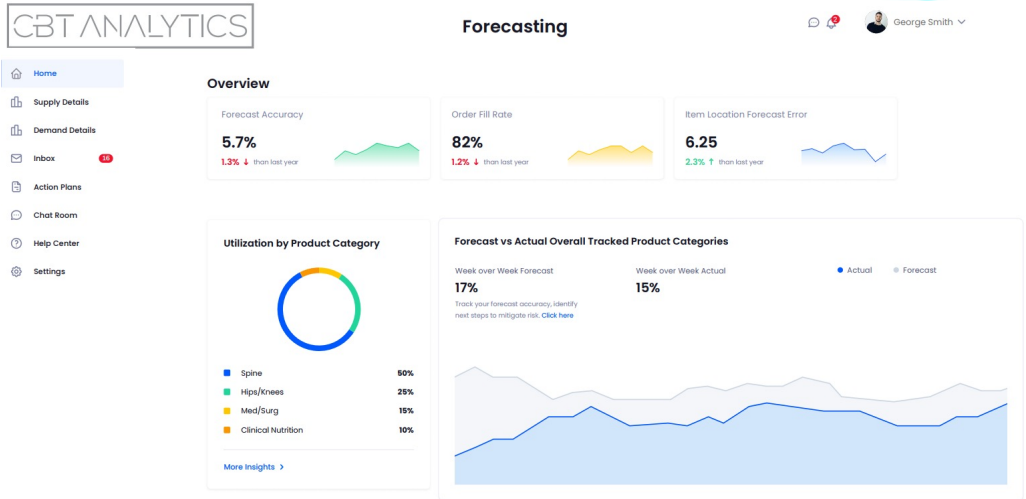 CBT ANALYTICS
Forecasting
2
George Smith
Home
Supply Details
Demand Details
Inbox 16
Action Plans
Chat Room
Help Center
Settings
Overview
Forecast Accuracy
5.7%
1.3% ↓ than last year
Order Fill Rate
82%
1.2% ↓ than last year
Item Location Forecast Error
6.25
2.3% ↑ than last year
Utilization by Product Category
Spine 50%
Hips/Knees 25%
Med/Surg 15%
Clinical Nutrition 10%
More Insights >
Forecast vs Actual Overall Tracked Product Categories
Week over Week Forecast
17%
Track your forecast accuracy, identify
next steps to mitigate risk. Click here
Week over Week Actual
15%
Actual Forecast